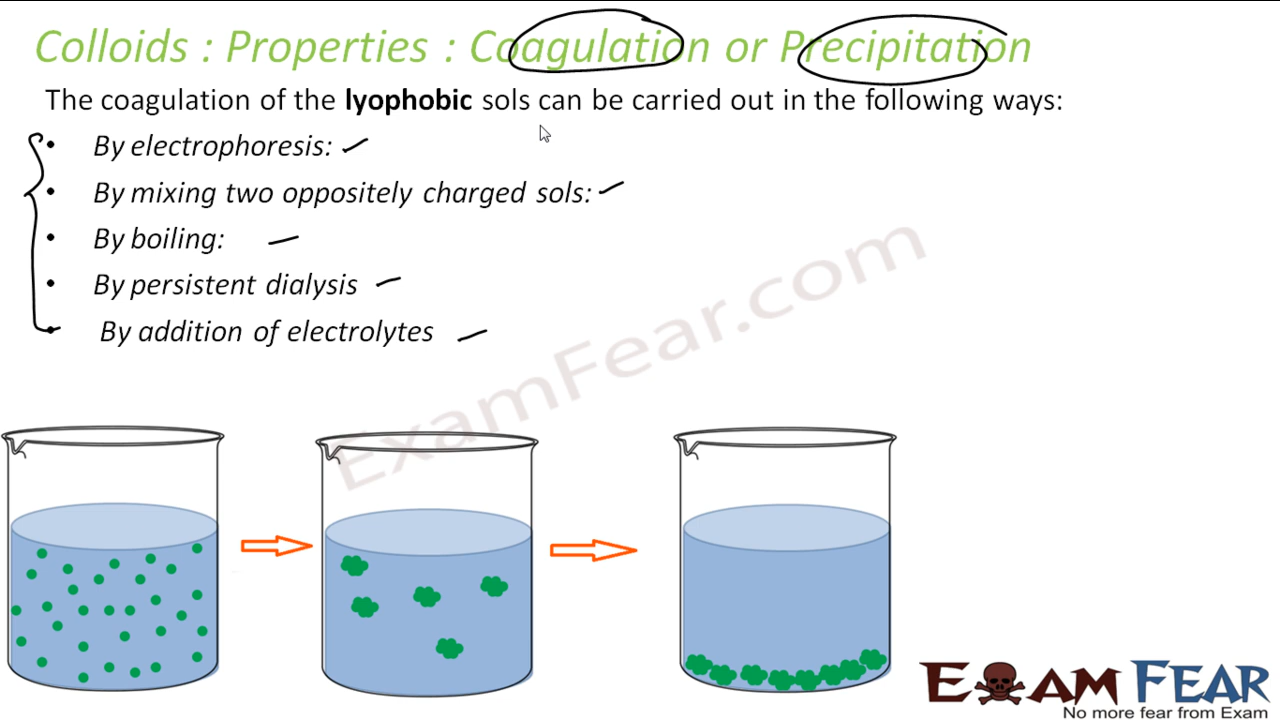 Colloids : Properties : Coagulation or Precipitation
The coagulation of the lyophobic sols can be carried out in the following ways:
• By electrophoresis:
• By mixing two oppositely charged sols:
• By boiling:
• By persistent dialysis
• By addition of electrolytes
ExamFear.com
EXAM FEAR
No more fear from Exam